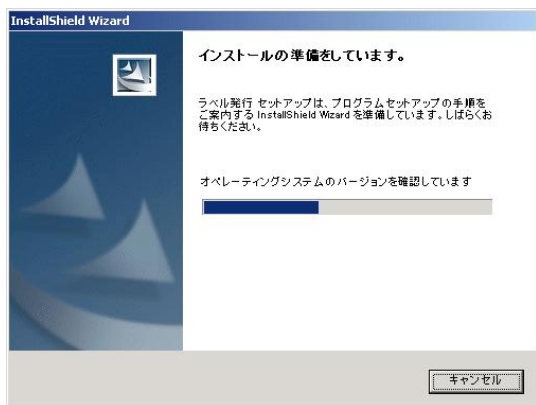 InstallShield Wizard
インストールの準備をしています。
ラベル発行 セットアップは、プログラムセットアップの手順を
ご案内する InstallShield Wizard を準備しています。しばらくお
待ちください。
オペレーティングシステムのバージョンを確認しています
キャンセル